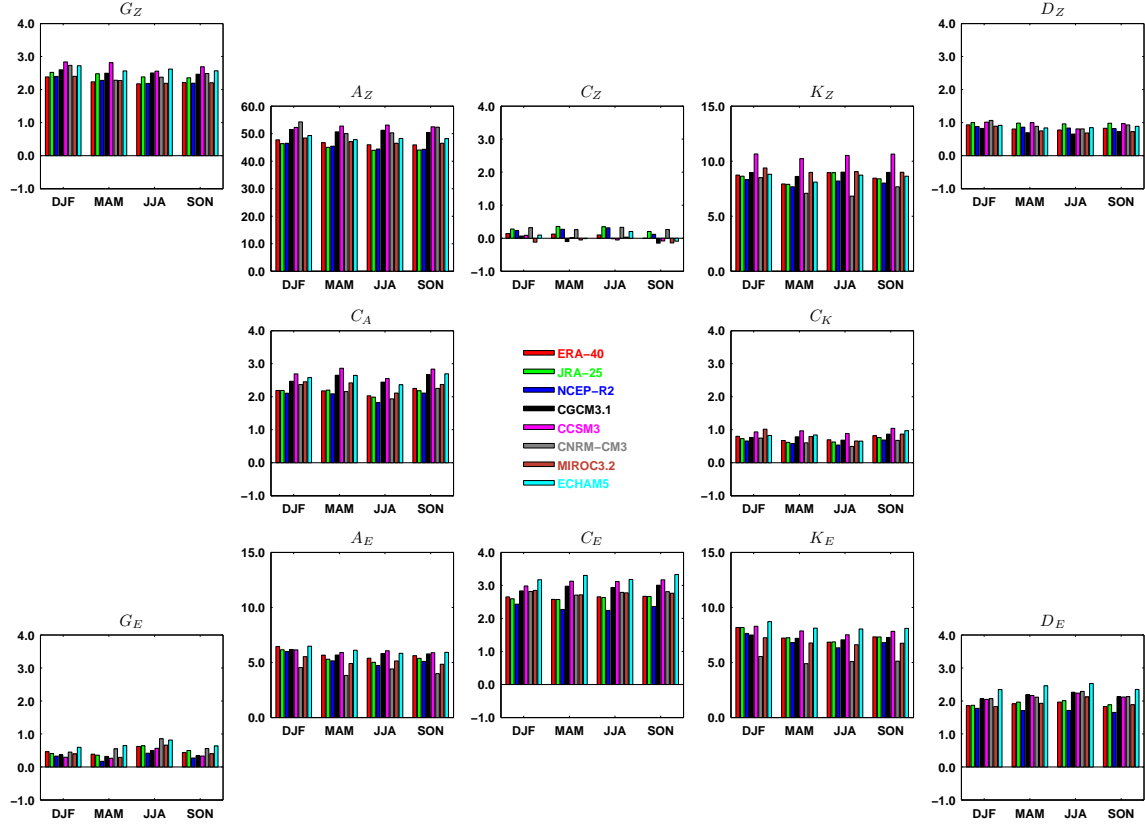 G_Z
4.0
3.0
2.0
1.0
0.0
−1.0
DJF MAM JJA SON
A_Z
60.0
50.0
40.0
30.0
20.0
10.0
0.0
DJF MAM JJA SON
C_Z
4.0
3.0
2.0
1.0
0.0
−1.0
DJF MAM JJA SON
K_Z
15.0
10.0
5.0
0.0
DJF MAM JJA SON
D_Z
4.0
3.0
2.0
1.0
0.0
−1.0
DJF MAM JJA SON
C_A
4.0
3.0
2.0
1.0
0.0
−1.0
DJF MAM JJA SON
ERA−40
JRA−25
NCEP−R2
CGCM3.1
CCSM3
CNRM−CM3
MIROC3.2
ECHAM5
C_K
4.0
3.0
2.0
1.0
0.0
−1.0
DJF MAM JJA SON
G_E
4.0
3.0
2.0
1.0
0.0
−1.0
DJF MAM JJA SON
A_E
15.0
10.0
5.0
0.0
DJF MAM JJA SON
C_E
4.0
3.0
2.0
1.0
0.0
−1.0
DJF MAM JJA SON
K_E
15.0
10.0
5.0
0.0
DJF MAM JJA SON
D_E
4.0
3.0
2.0
1.0
0.0
−1.0
DJF MAM JJA SON